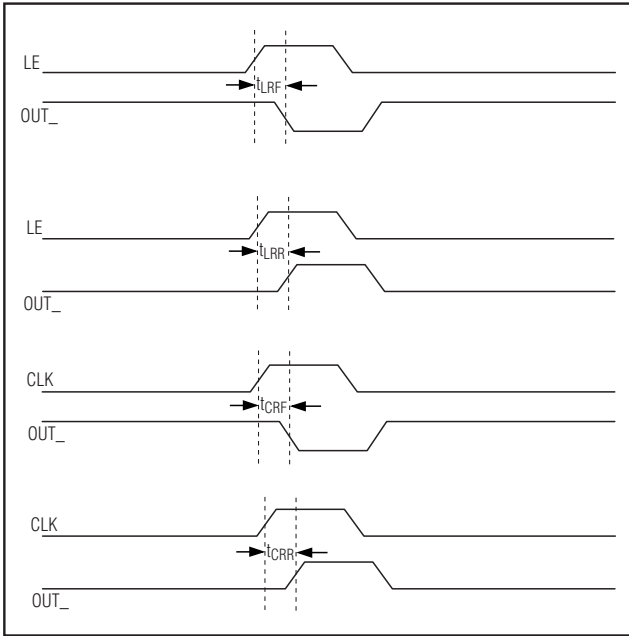 LE
tLRF
OUT_
LE
tLRR
OUT_
CLK
tCRF
OUT_
CLK
tCRR
OUT_